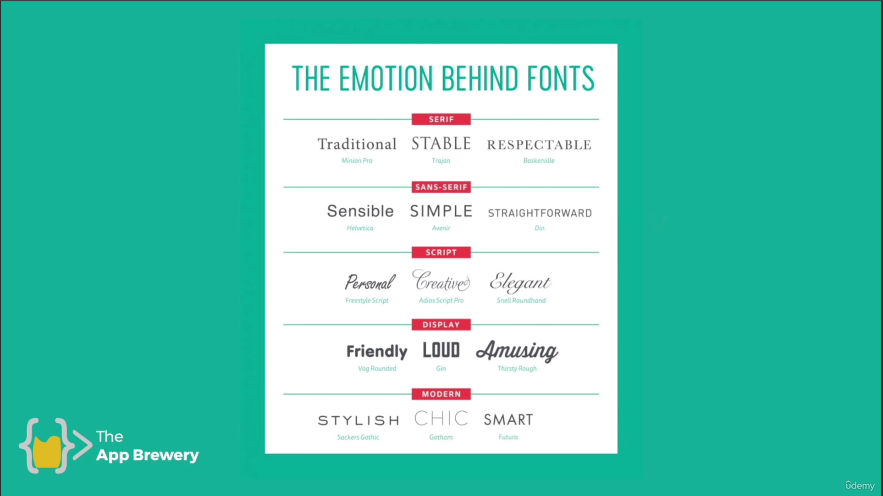 THE EMOTION BEHIND FONTS
SERIF
Traditional STABLE RESPECTABLE
Minion Pro Trajan Baskerville
SANS-SERIF
Sensible SIMPLE STRAIGHTFORWARD
Helvetica Avenir Din
SCRIPT
Personal Creative Elegant
Freestyle Script Adios Script Pro Snell Roundhand
DISPLAY
Friendly LOUD Amusing
Vag Rounded Gin Thirsty Rough
MODERN
STYLISH CHIC SMART
Sackers Gothic Gotham Futura
The
App Brewery
udemy